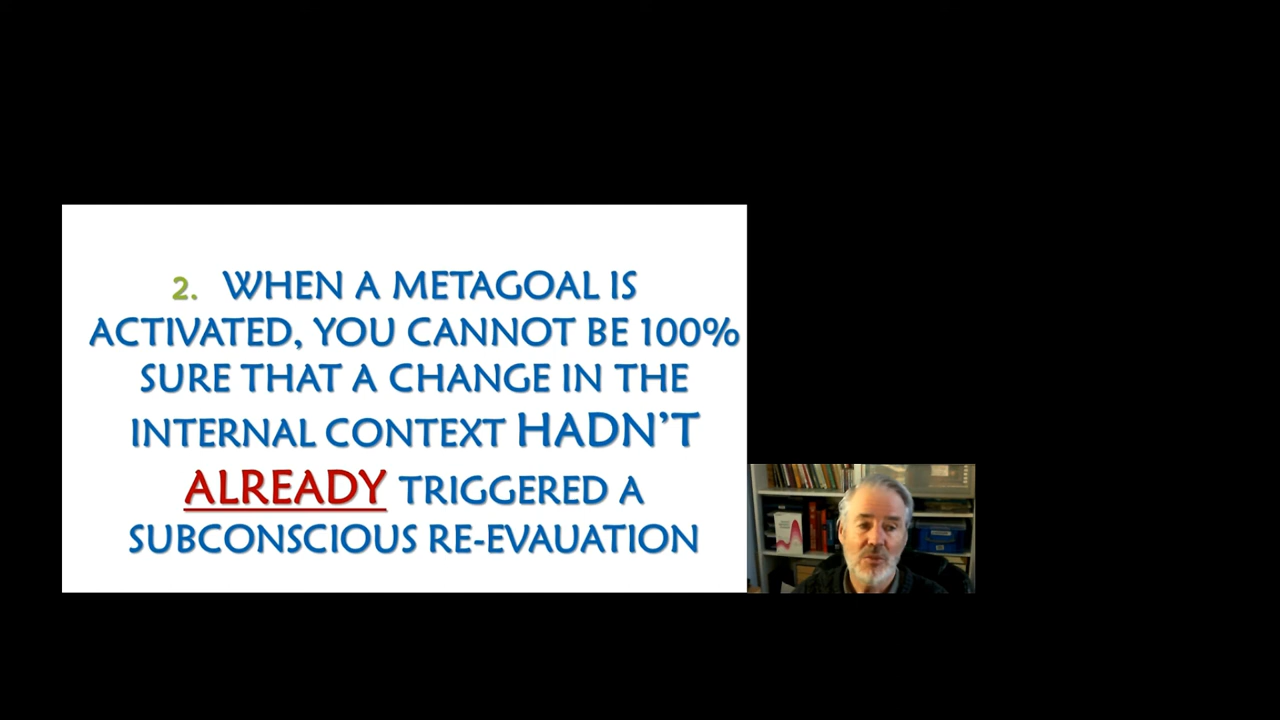 2. WHEN A METAGOAL IS
ACTIVATED, YOU CANNOT BE 100%
SURE THAT A CHANGE IN THE
INTERNAL CONTEXT HADN'T
ALREADY TRIGGERED A
SUBCONSCIOUS RE-EVAUATION